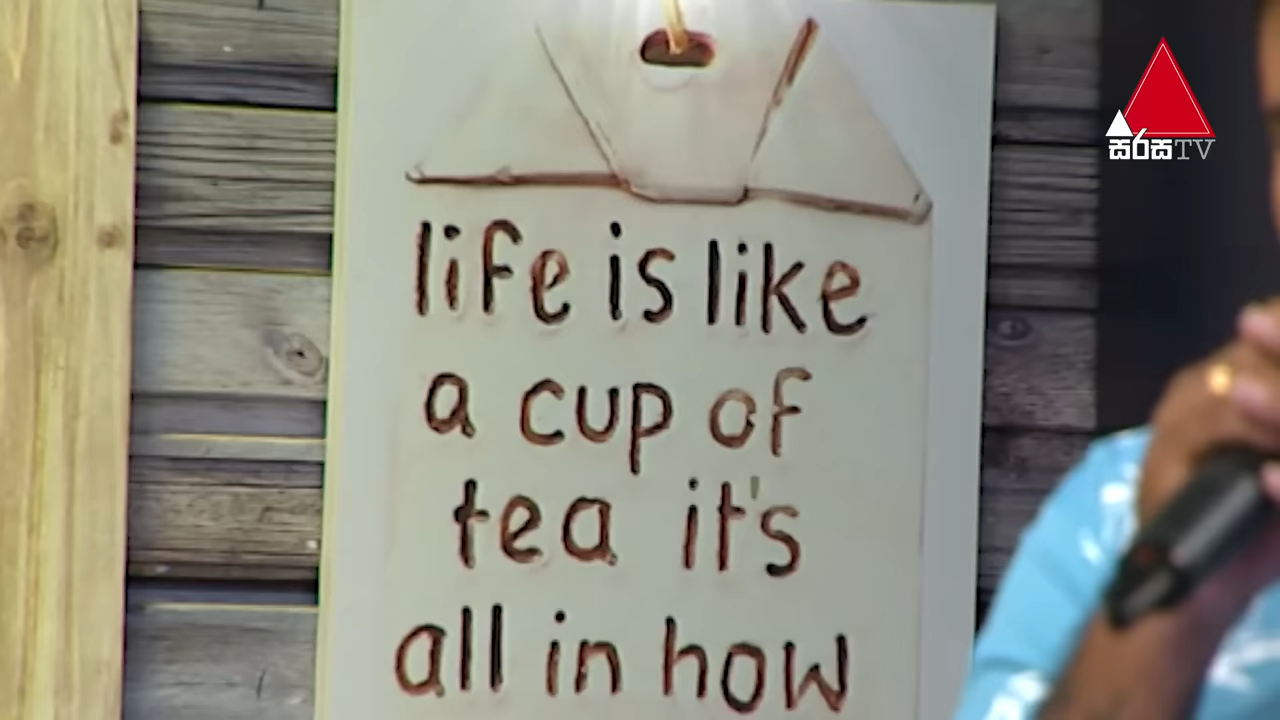 සිරස TV
life is like
a cup of
tea it's
all in how